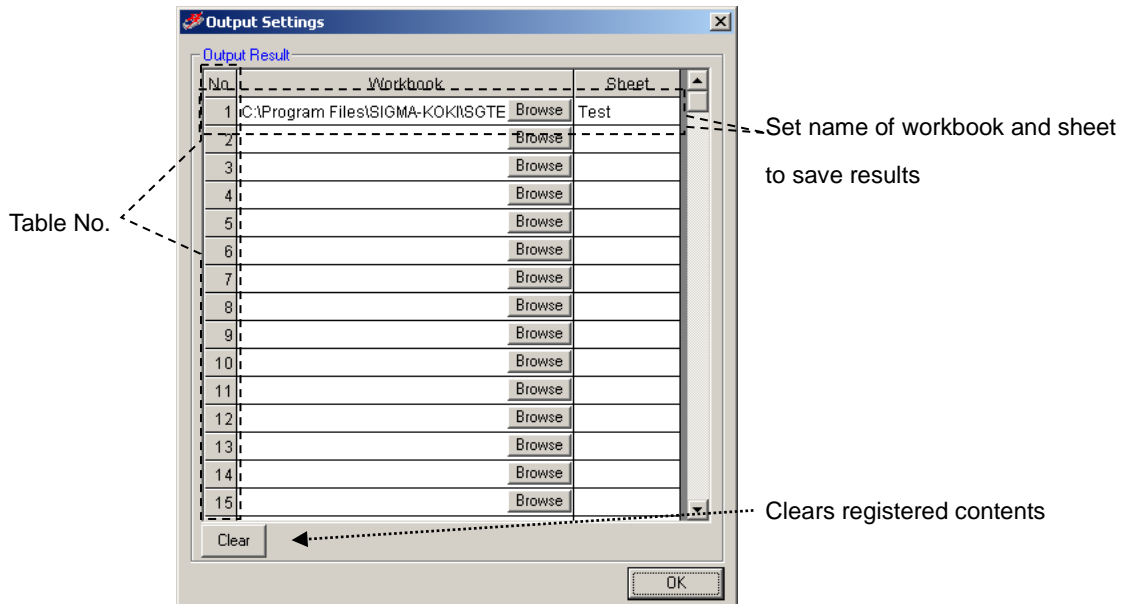 Output Settings
Output Result
No. Workbook Sheet
1 C:\Program Files\SIGMA-KOKI\SGTE Browse Test
2 Browse
3 Browse
4 Browse
5 Browse
6 Browse
7 Browse
8 Browse
9 Browse
10 Browse
11 Browse
12 Browse
13 Browse
14 Browse
15 Browse
Clear
OK
Table No.
Set name of workbook and sheet
to save results
Clears registered contents